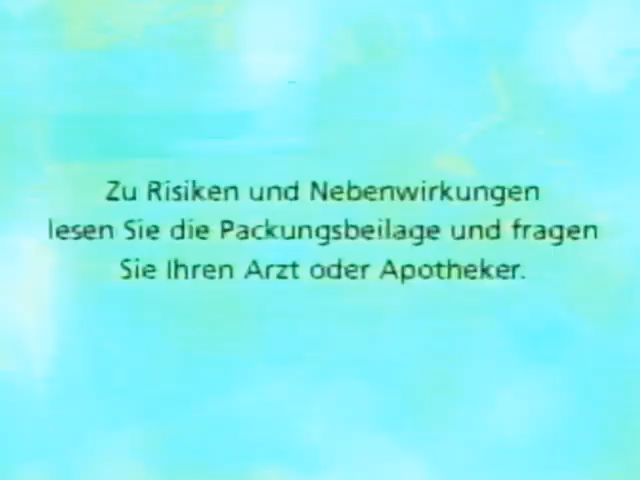 Zu Risiken und Nebenwirkungen
lesen Sie die Packungsbeilage und fragen
Sie Ihren Arzt oder Apotheker.